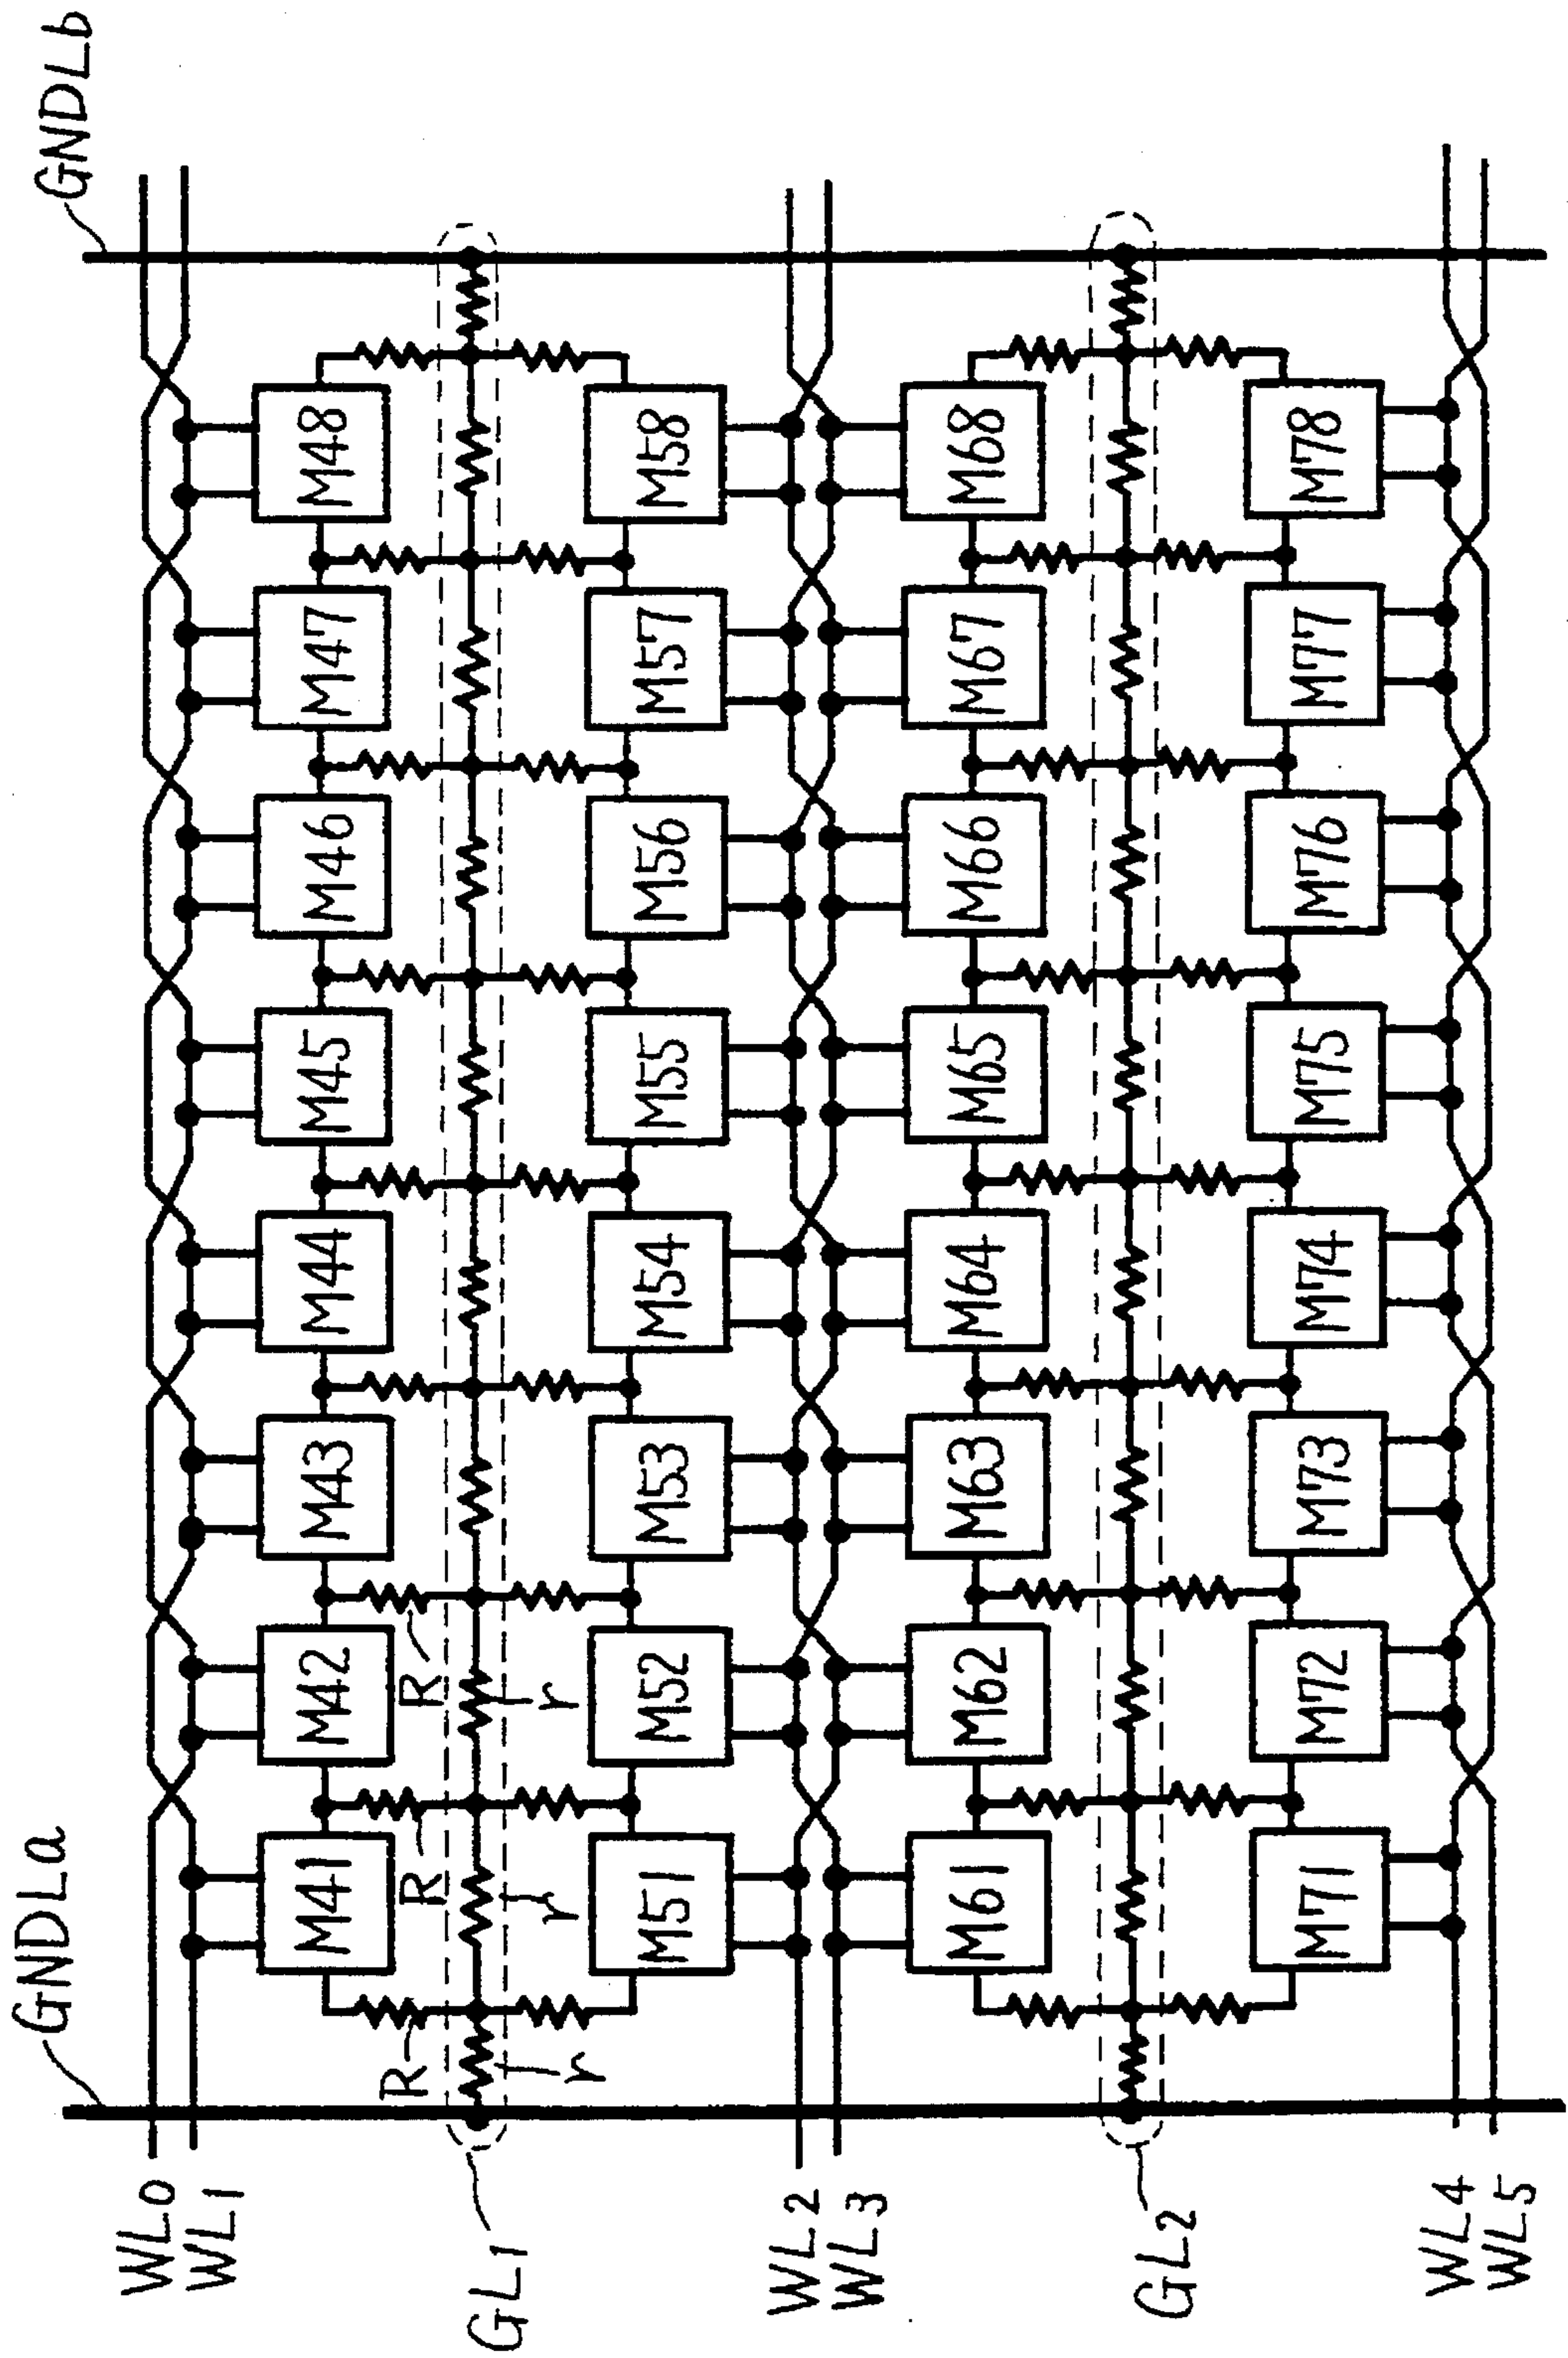 GNDLa
GNDLb
WL0
WL1
M41 M42 M43 M44 M45 M46 M47 M48
R R R
GL1
r r r
M51 M52 M53 M54 M55 M56 M57 M58
WL2
WL3
M61 M62 M63 M64 M65 M66 M67 M68
GL2
M71 M72 M73 M74 M75 M76 M77 M78
WL4
WL5